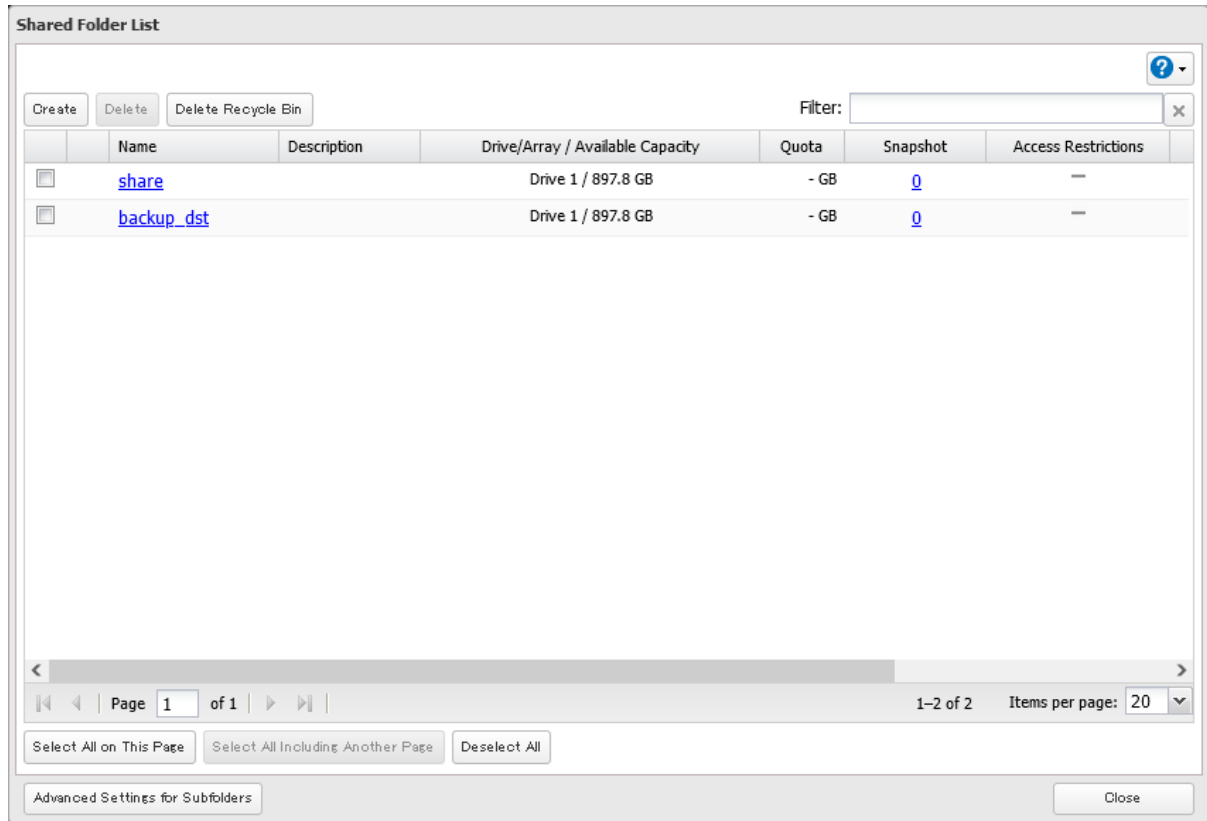 Shared Folder List
Create Delete Delete Recycle Bin Filter:
Name Description Drive/Array / Available Capacity Quota Snapshot Access Restrictions
share Drive 1 / 897.8 GB - GB 0 —
backup_dst Drive 1 / 897.8 GB - GB 0 —
Page 1 of 1 1–2 of 2 Items per page: 20
Select All on This Page Select All Including Another Page Deselect All
Advanced Settings for Subfolders Close